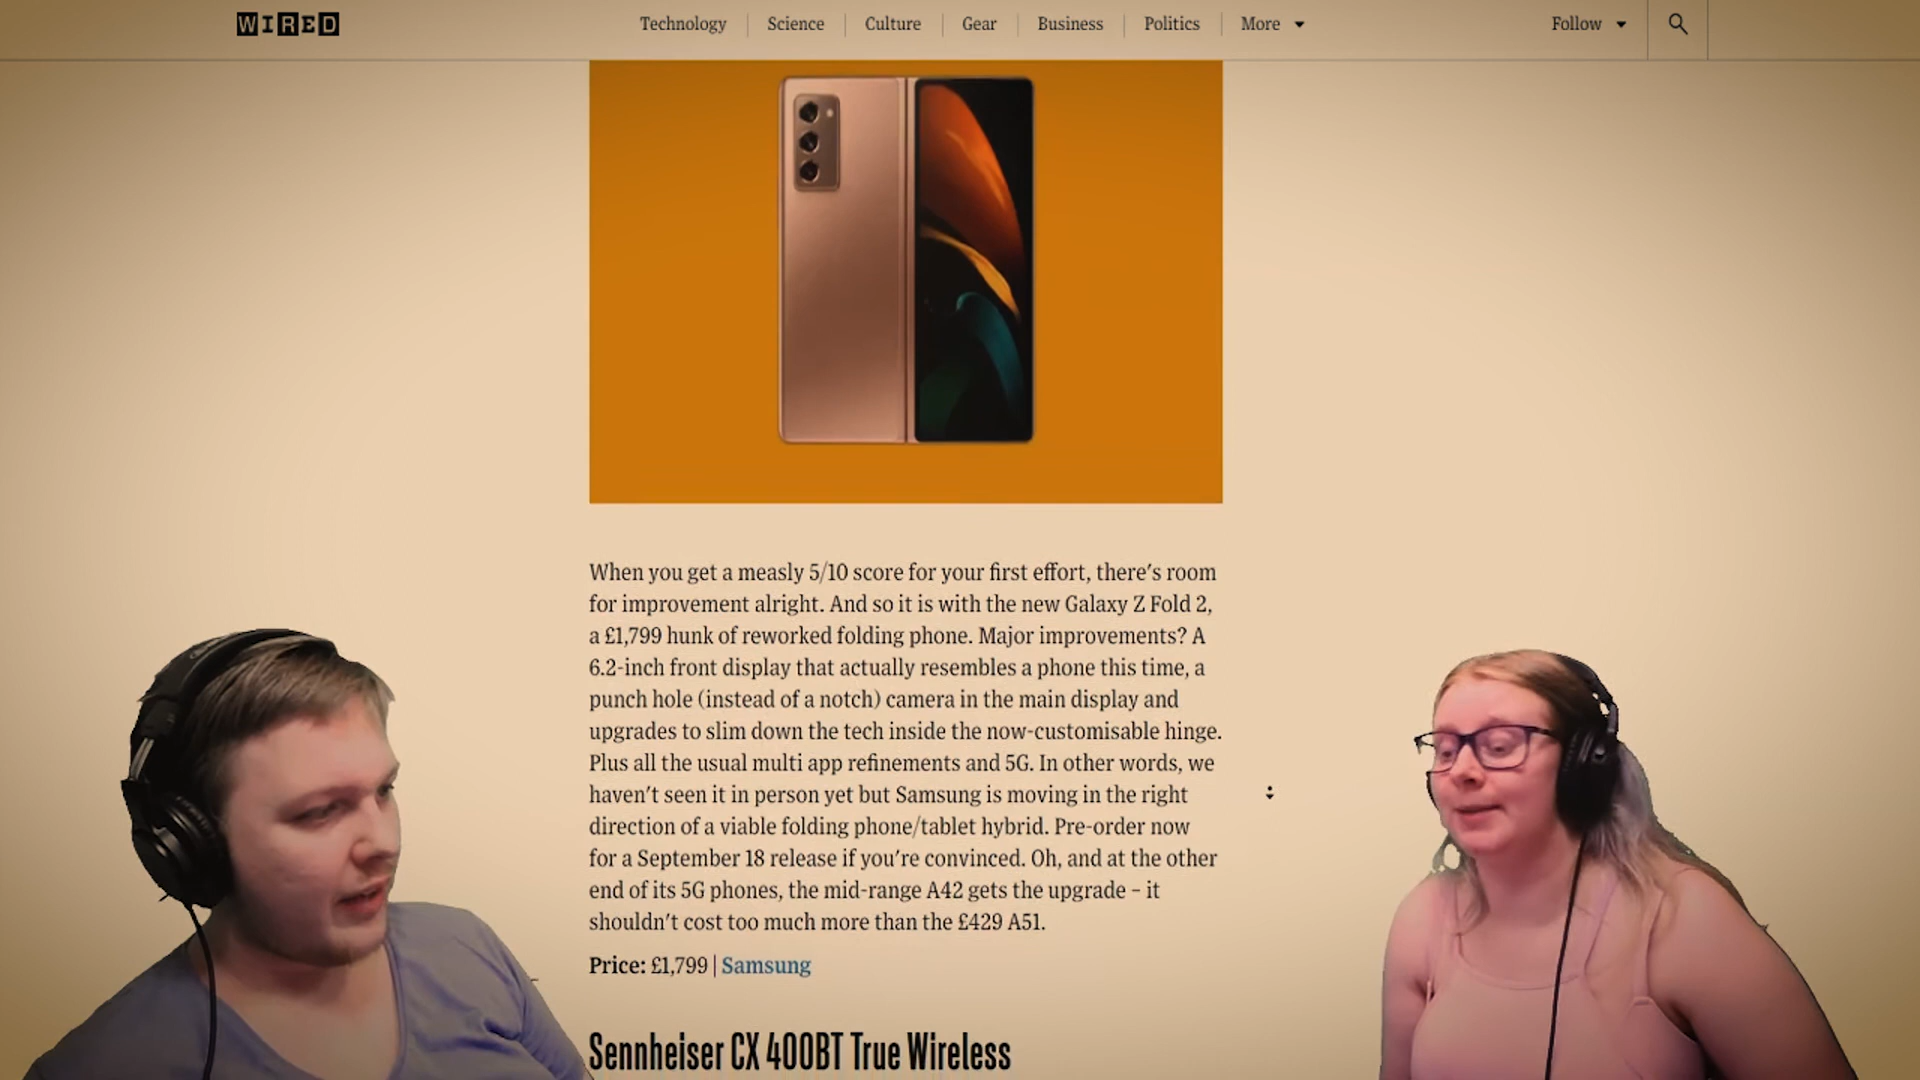 WIRED
Technology
Science
Culture
Gear
Business
Politics
More
Follow
When you get a measly 5/10 score for your first effort, there's room
for improvement alright. And so it is with the new Galaxy Z Fold 2,
a £1,799 hunk of reworked folding phone. Major improvements? A
6.2-inch front display that actually resembles a phone this time, a
punch hole (instead of a notch) camera in the main display and
upgrades to slim down the tech inside the now-customisable hinge.
Plus all the usual multi app refinements and 5G. In other words, we
haven't seen it in person yet but Samsung is moving in the right
direction of a viable folding phone/tablet hybrid. Pre-order now
for a September 18 release if you're convinced. Oh, and at the other
end of its 5G phones, the mid-range A42 gets the upgrade – it
shouldn't cost too much more than the £429 A51.
Price: £1,799 | Samsung
Sennheiser CX 400BT True Wireless